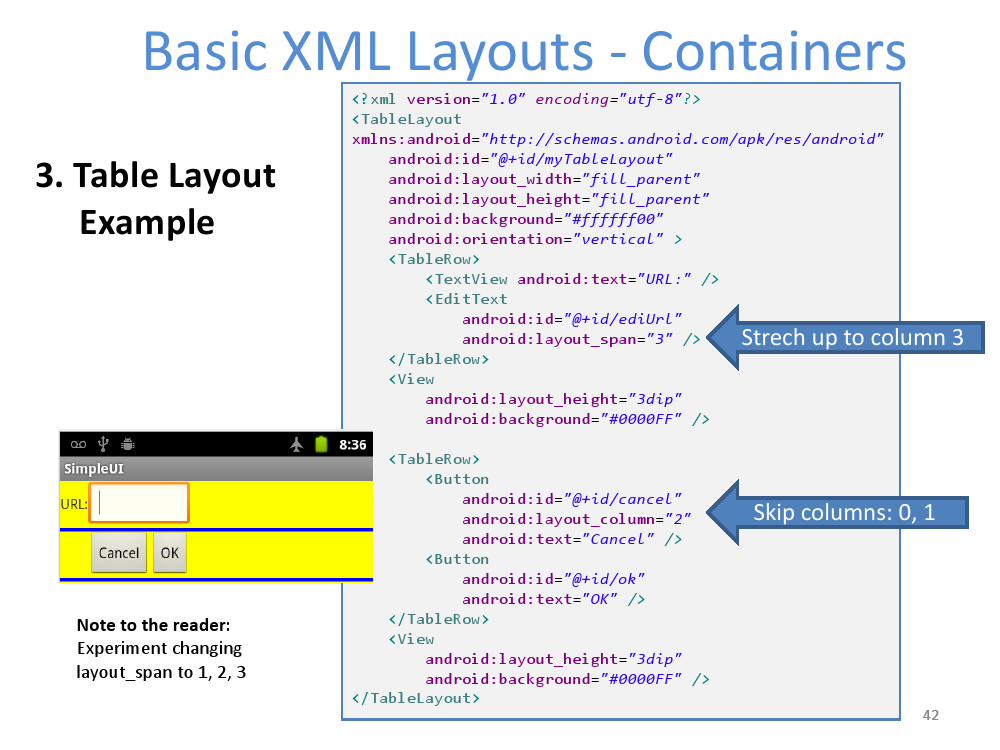 Basic XML Layouts - Containers
3. Table Layout
Example
<?xml version="1.0" encoding="utf-8"?>
<TableLayout
xmlns:android="http://schemas.android.com/apk/res/android"
android:id="@+id/myTableLayout"
android:layout_width="fill_parent"
android:layout_height="fill_parent"
android:background="#ffffff00"
android:orientation="vertical" >
<TableRow>
<TextView android:text="URL:" />
<EditText
android:id="@+id/ediUrl"
android:layout_span="3" />
</TableRow>
<View
android:layout_height="3dip"
android:background="#0000FF" />
<TableRow>
<Button
android:id="@+id/cancel"
android:layout_column="2"
android:text="Cancel" />
<Button
android:id="@+id/ok"
android:text="OK" />
</TableRow>
<View
android:layout_height="3dip"
android:background="#0000FF" />
</TableLayout>
Strech up to column 3
Skip columns: 0, 1
8:36
SimpleUI
URL:
Cancel OK
Note to the reader:
Experiment changing
layout_span to 1, 2, 3
42